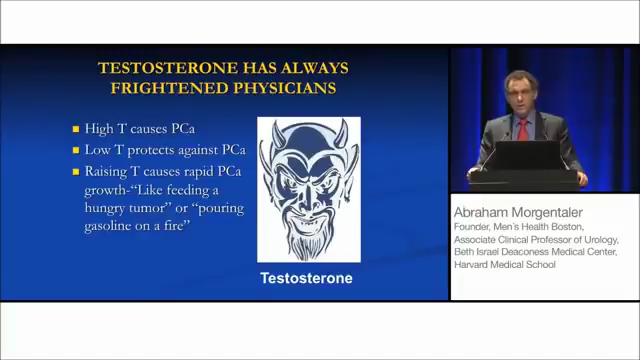 TESTOSTERONE HAS ALWAYS
FRIGHTENED PHYSICIANS
High T causes PCa
Low T protects against PCa
Raising T causes rapid PCa
growth-“Like feeding a
hungry tumor” or “pouring
gasoline on a fire”
Testosterone
Abraham Morgentaler
Founder, Men's Health Boston,
Associate Clinical Professor of Urology,
Beth Israel Deaconess Medical Center,
Harvard Medical School